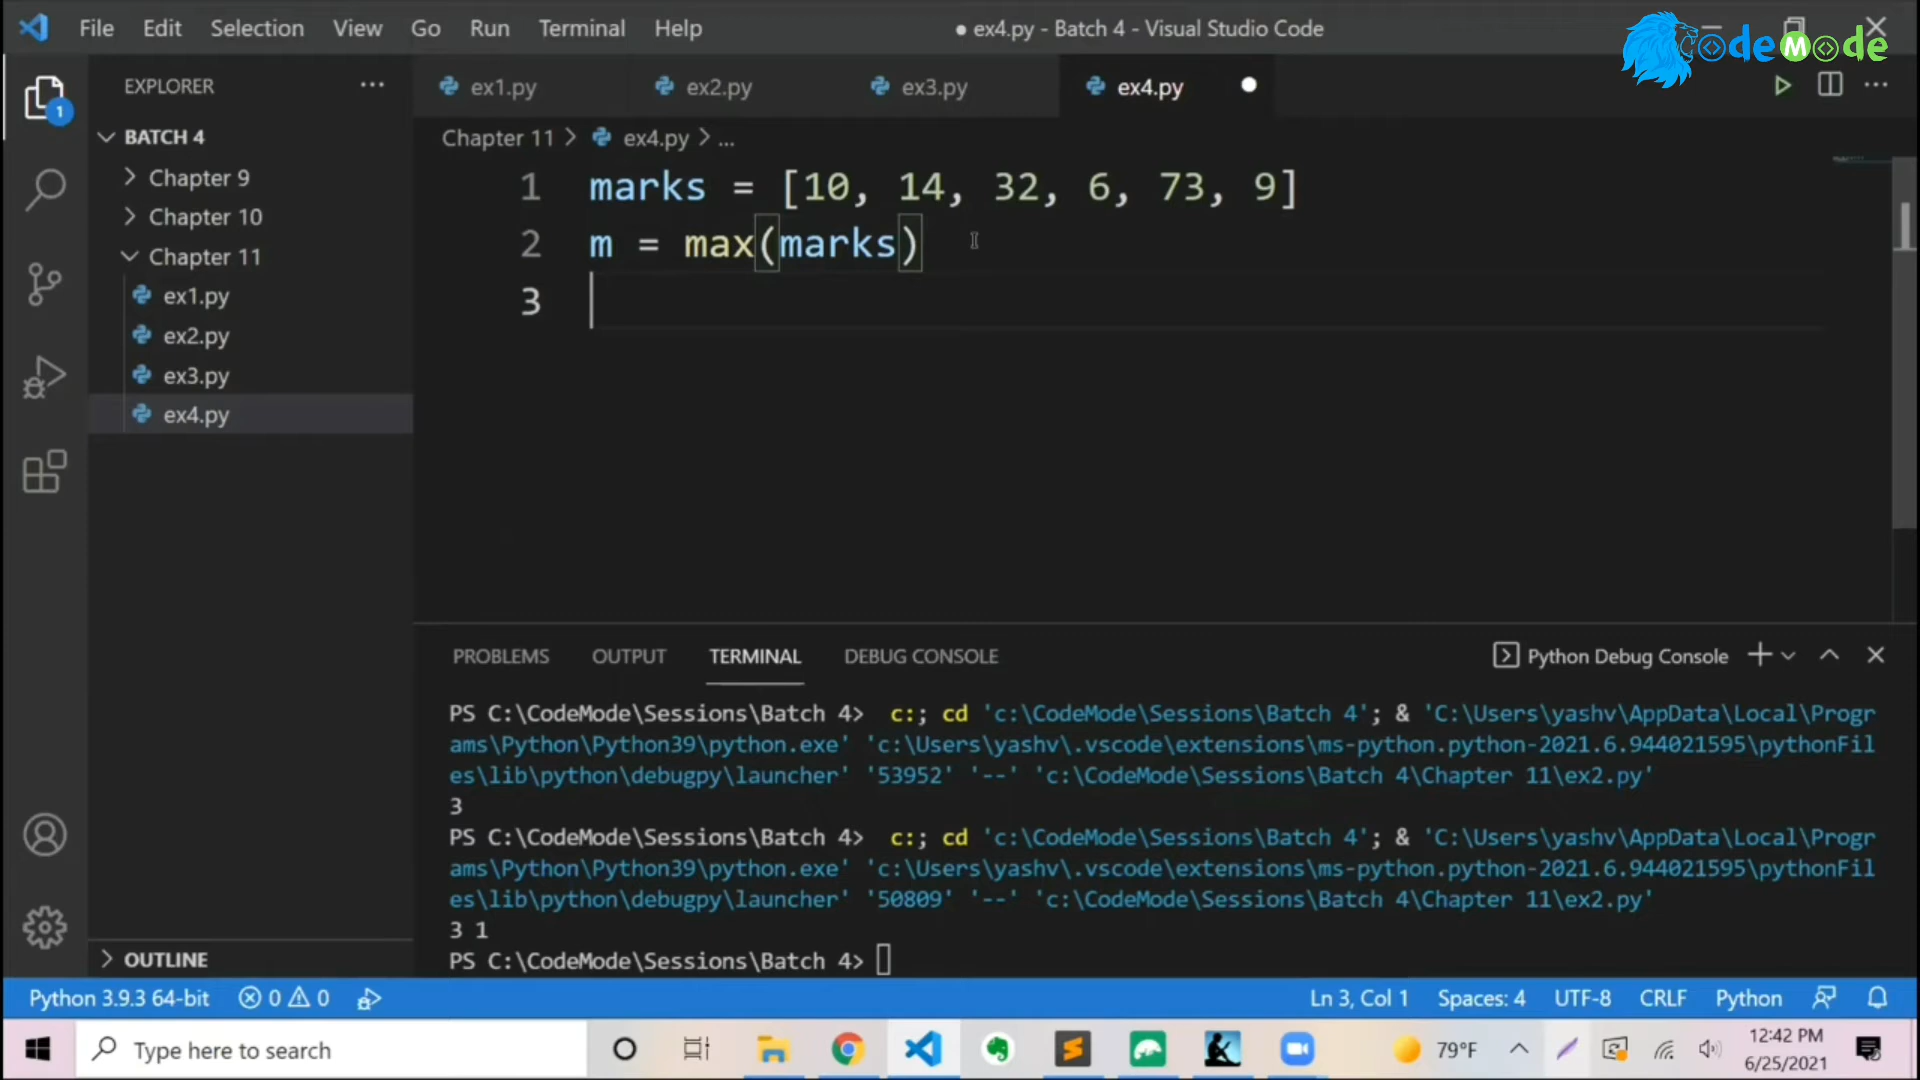 File Edit Selection View Go Run Terminal Help
● ex4.py - Batch 4 - Visual Studio Code
CodeMode
EXPLORER ...
ex1.py ex2.py ex3.py ex4.py
1
BATCH 4
Chapter 9
Chapter 10
Chapter 11
ex1.py
ex2.py
ex3.py
ex4.py
OUTLINE
Chapter 11 > ex4.py > ...
1 marks = [10, 14, 32, 6, 73, 9]
2 m = max(marks)
3
PROBLEMS OUTPUT TERMINAL DEBUG CONSOLE
Python Debug Console
PS C:\CodeMode\Sessions\Batch 4>  c:; cd 'c:\CodeMode\Sessions\Batch 4'; & 'C:\Users\yashv\AppData\Local\Progr
ams\Python\Python39\python.exe' 'c:\Users\yashv\.vscode\extensions\ms-python.python-2021.6.944021595\pythonFil
es\lib\python\debugpy\launcher' '53952' '--' 'c:\CodeMode\Sessions\Batch 4\Chapter 11\ex2.py'
3
PS C:\CodeMode\Sessions\Batch 4>  c:; cd 'c:\CodeMode\Sessions\Batch 4'; & 'C:\Users\yashv\AppData\Local\Progr
ams\Python\Python39\python.exe' 'c:\Users\yashv\.vscode\extensions\ms-python.python-2021.6.944021595\pythonFil
es\lib\python\debugpy\launcher' '50809' '--' 'c:\CodeMode\Sessions\Batch 4\Chapter 11\ex2.py'
3 1
PS C:\CodeMode\Sessions\Batch 4>
Python 3.9.3 64-bit 0 0 Ln 3, Col 1 Spaces: 4 UTF-8 CRLF Python
Type here to search
79°F
12:42 PM
6/25/2021